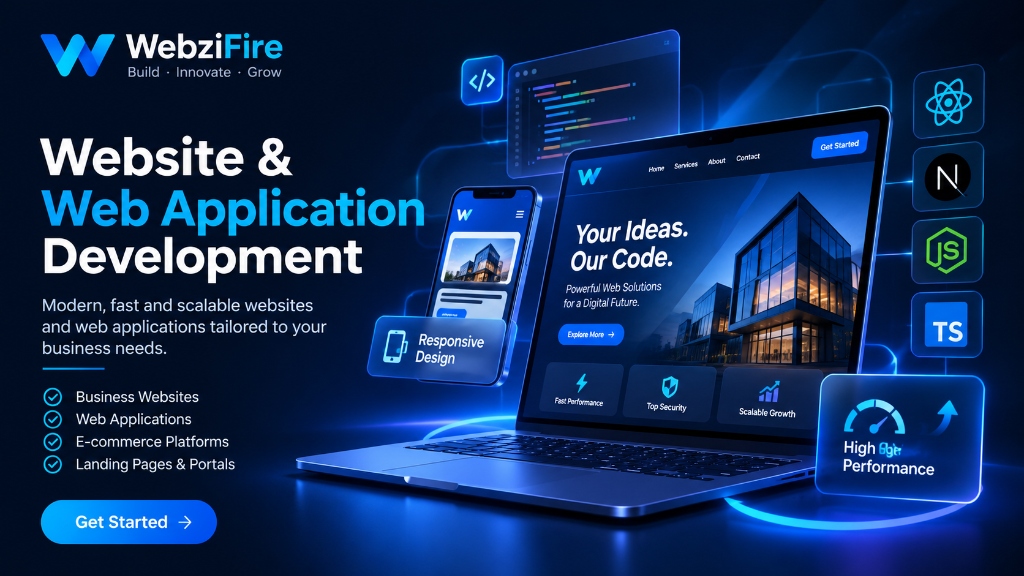 WebziFire
Build · Innovate · Grow
Website &
Web Application
Development
Modern, fast and scalable websites
and web applications tailored to your
business needs.
Business Websites
Web Applications
E-commerce Platforms
Landing Pages & Portals
Get Started →
</>
W
Responsive
Design
W
Home Services About Contact
Get Started
Your Ideas.
Our Code.
Powerful Web Solutions
for a Digital Future.
Explore More →
Fast Performance
Top Security
Scalable Growth
N
JS
TS
High
Performance